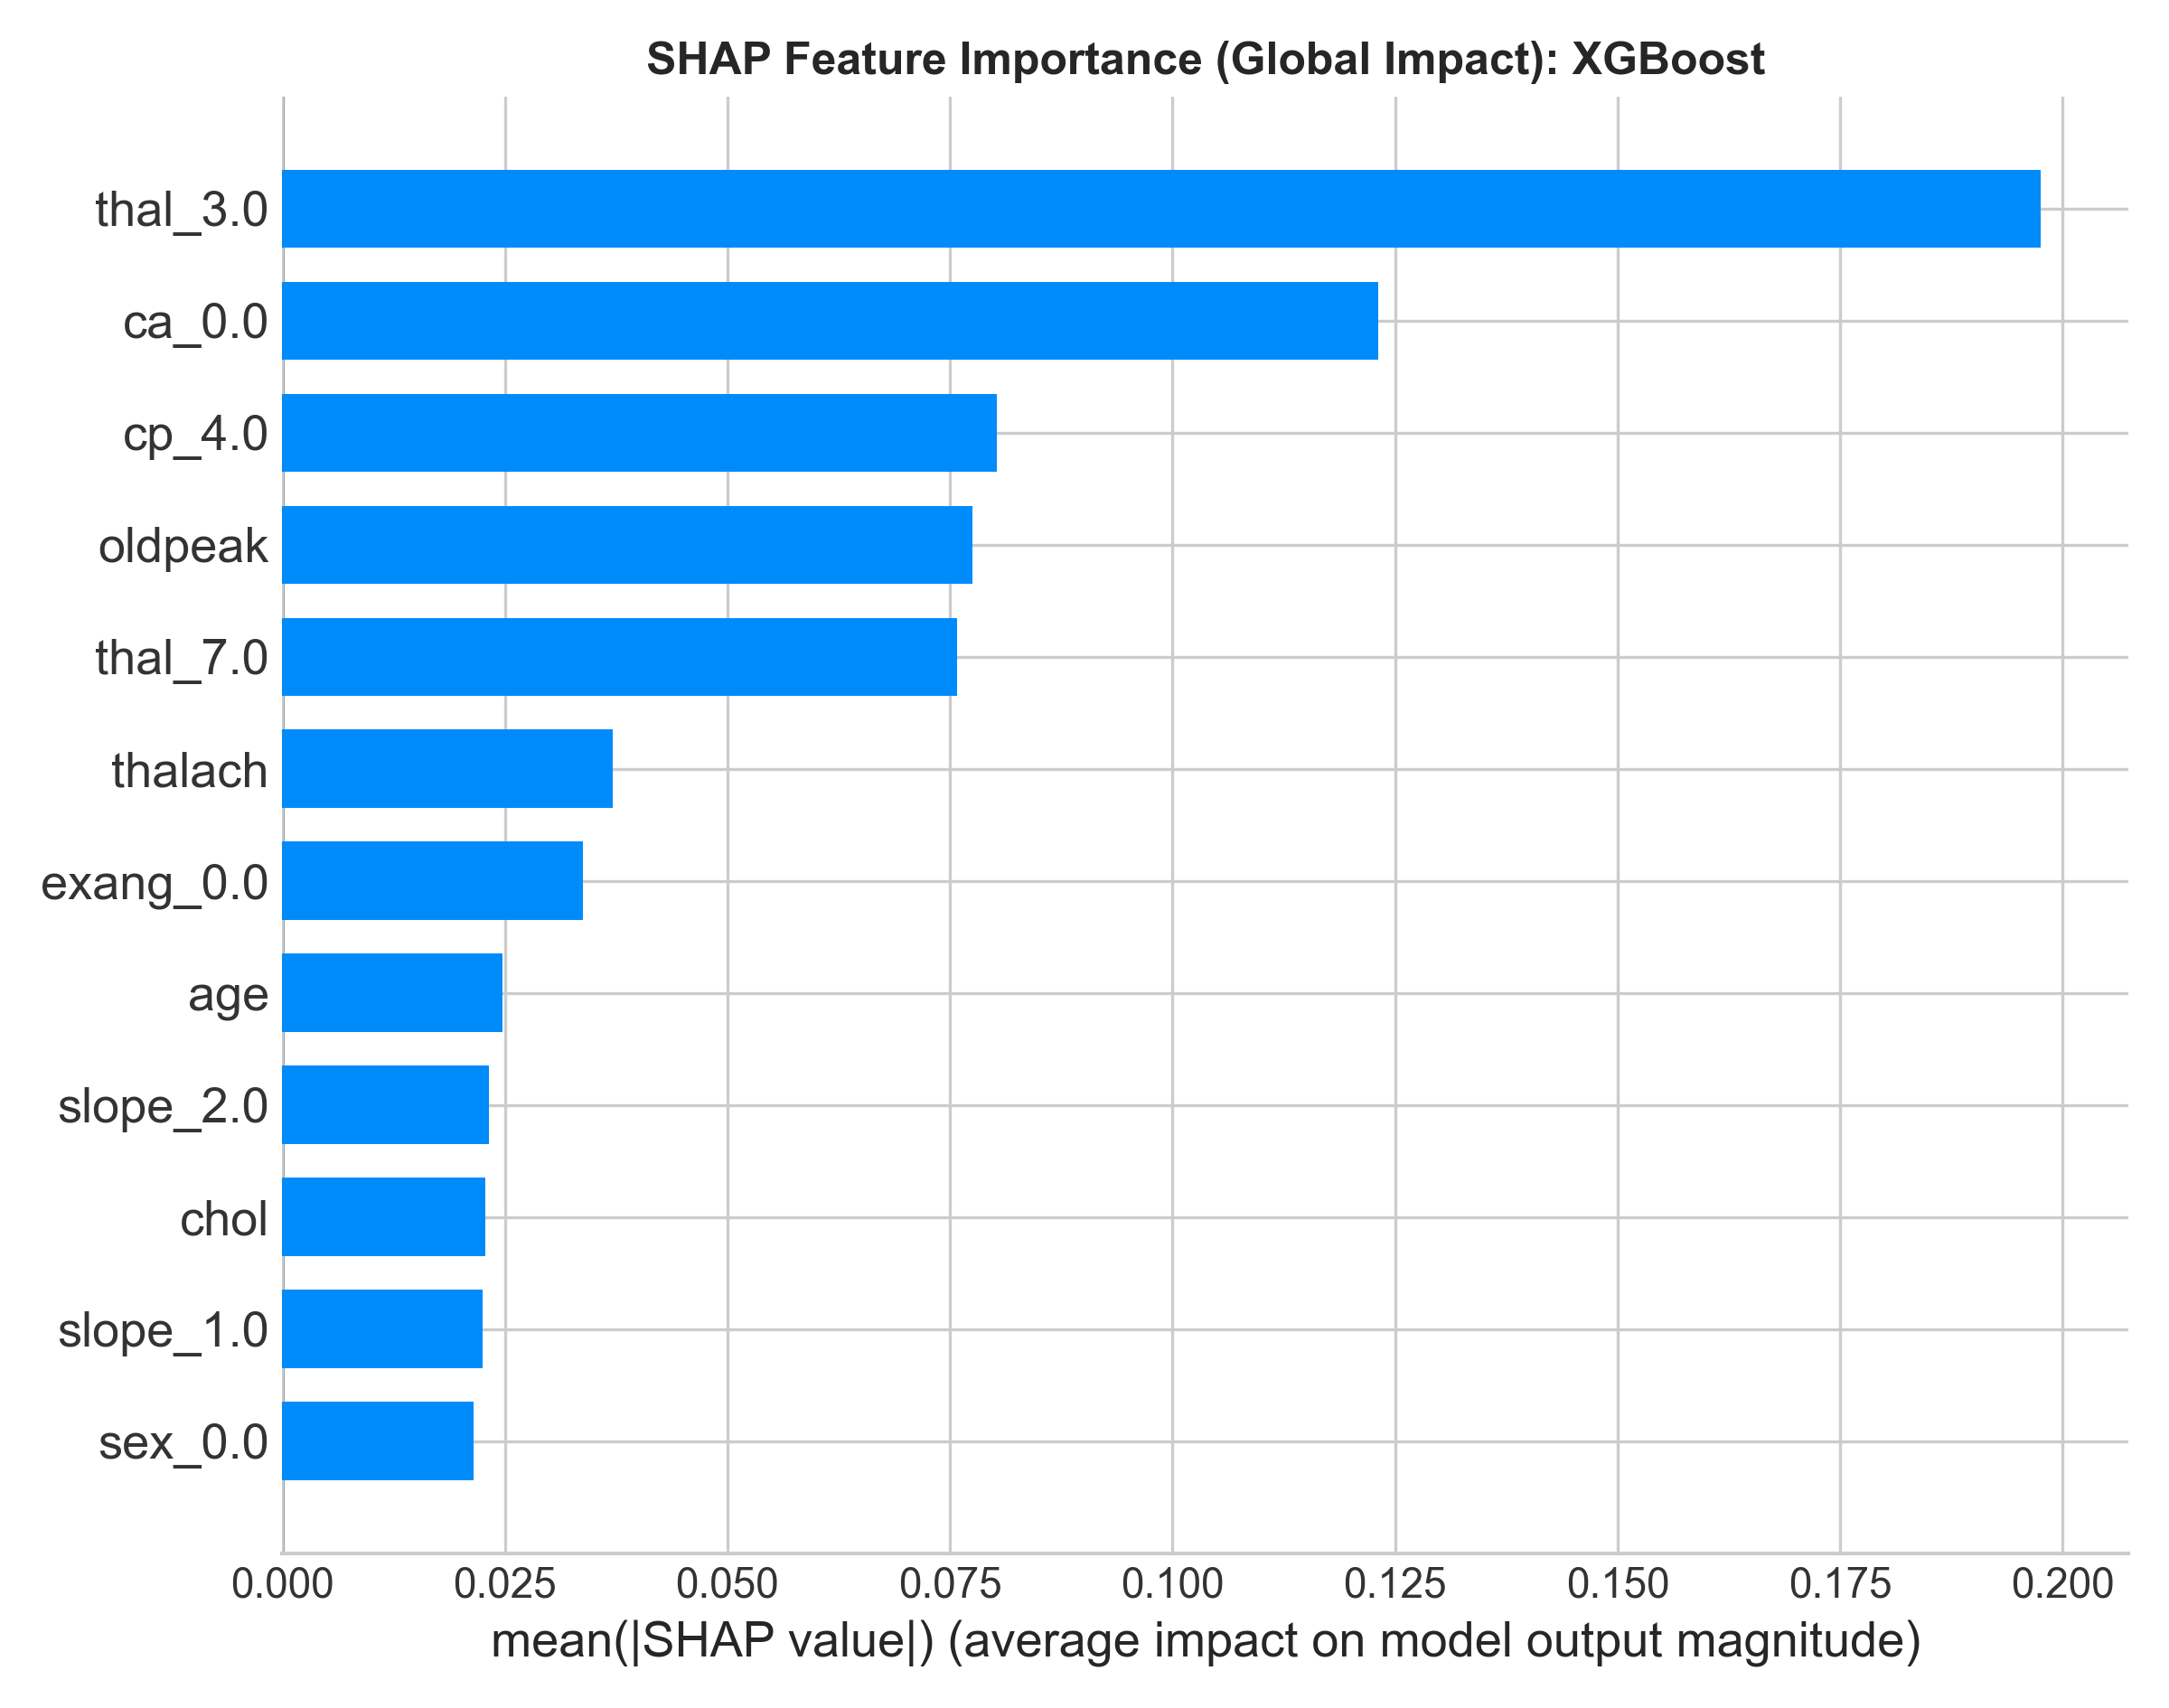 SHAP Feature Importance (Global Impact): XGBoost
thal_3.0
ca_0.0
cp_4.0
oldpeak
thal_7.0
thalach
exang_0.0
age
slope_2.0
chol
slope_1.0
sex_0.0
0.000 0.025 0.050 0.075 0.100 0.125 0.150 0.175 0.200
mean(|SHAP value|) (average impact on model output magnitude)